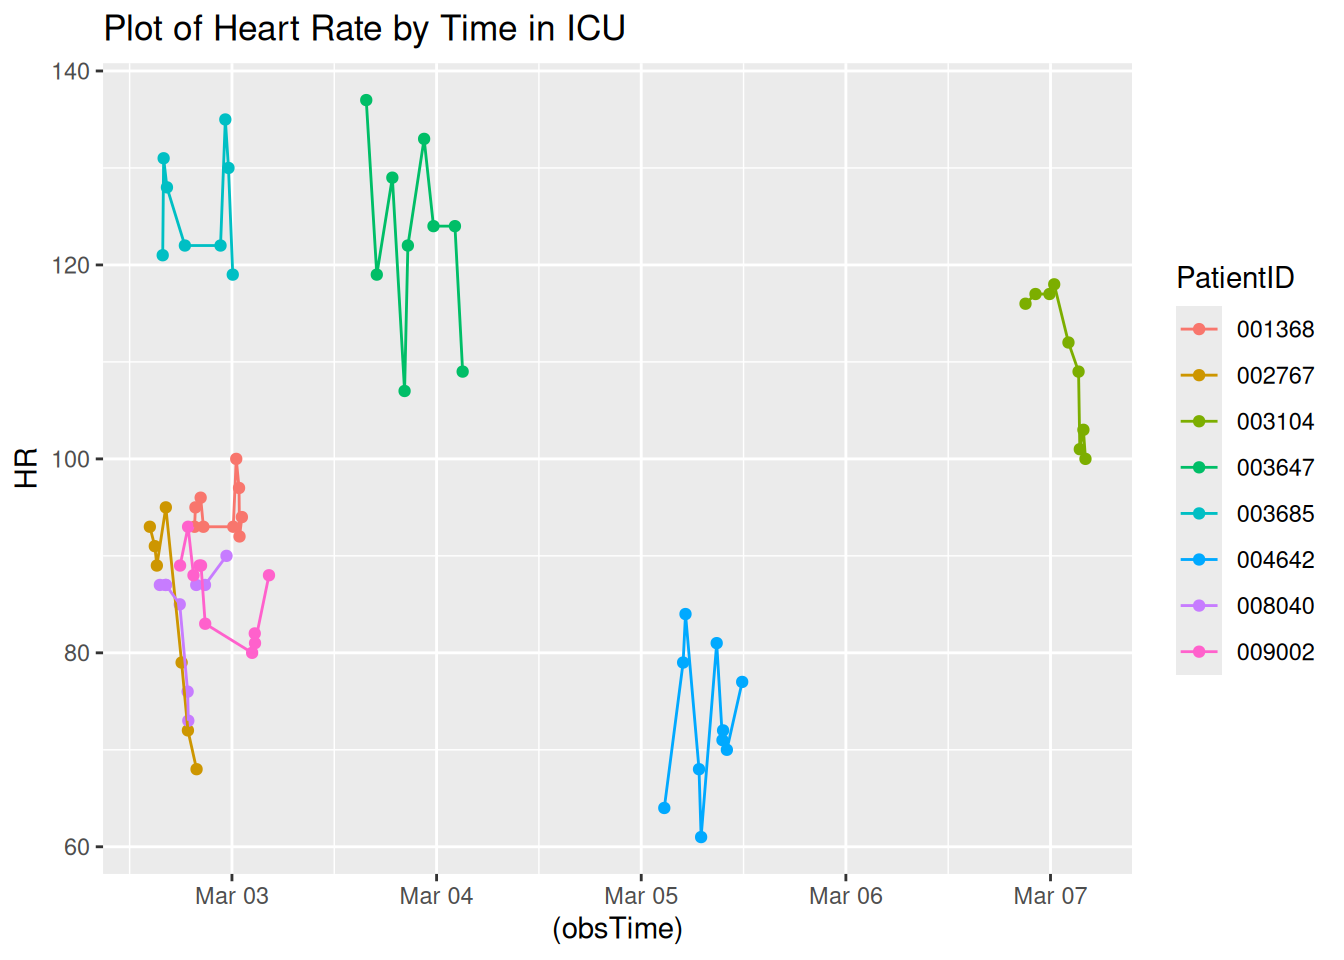 Plot of Heart Rate by Time in ICU
140
120
100
80
60
HR
Mar 03
Mar 04
Mar 05
Mar 06
Mar 07
(obsTime)
PatientID
001368
002767
003104
003647
003685
004642
008040
009002